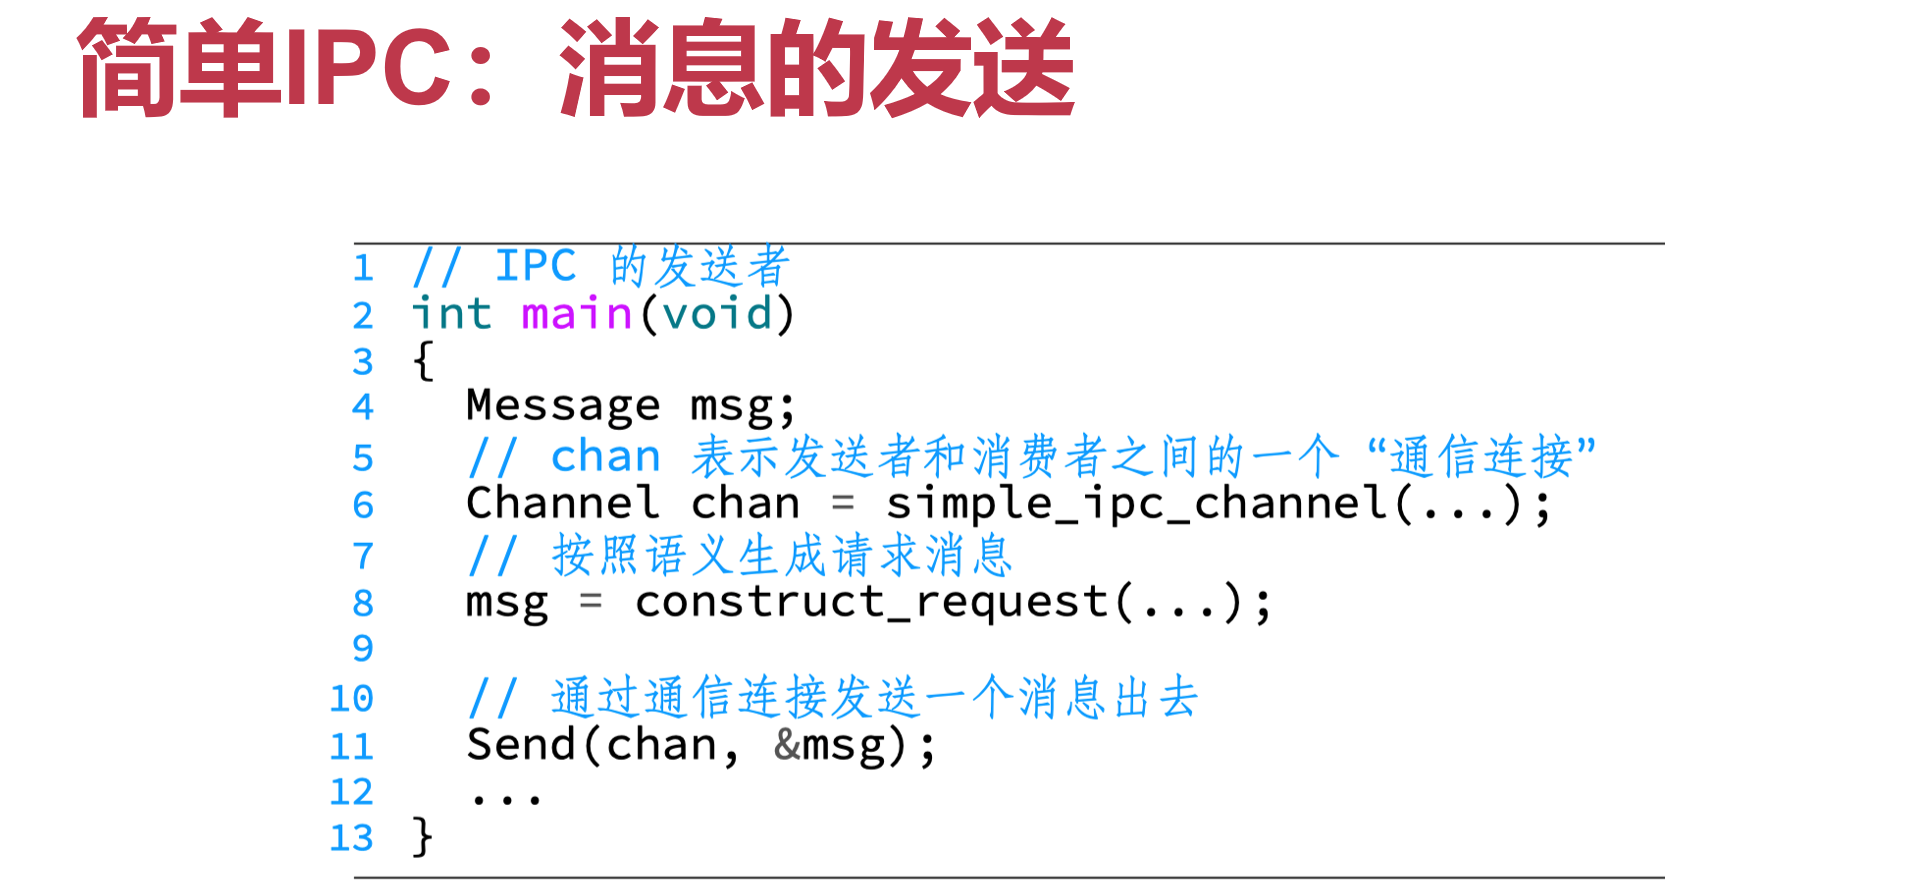 简单IPC：消息的发送
1 // IPC 的发送者
2 int main(void)
3 {
4   Message msg;
5   // chan 表示发送者和消费者之间的一个 “通信连接”
6   Channel chan = simple_ipc_channel(...);
7   // 按照语义生成请求消息
8   msg = construct_request(...);
9
10   // 通过通信连接发送一个消息出去
11   Send(chan, &msg);
12   ...
13 }